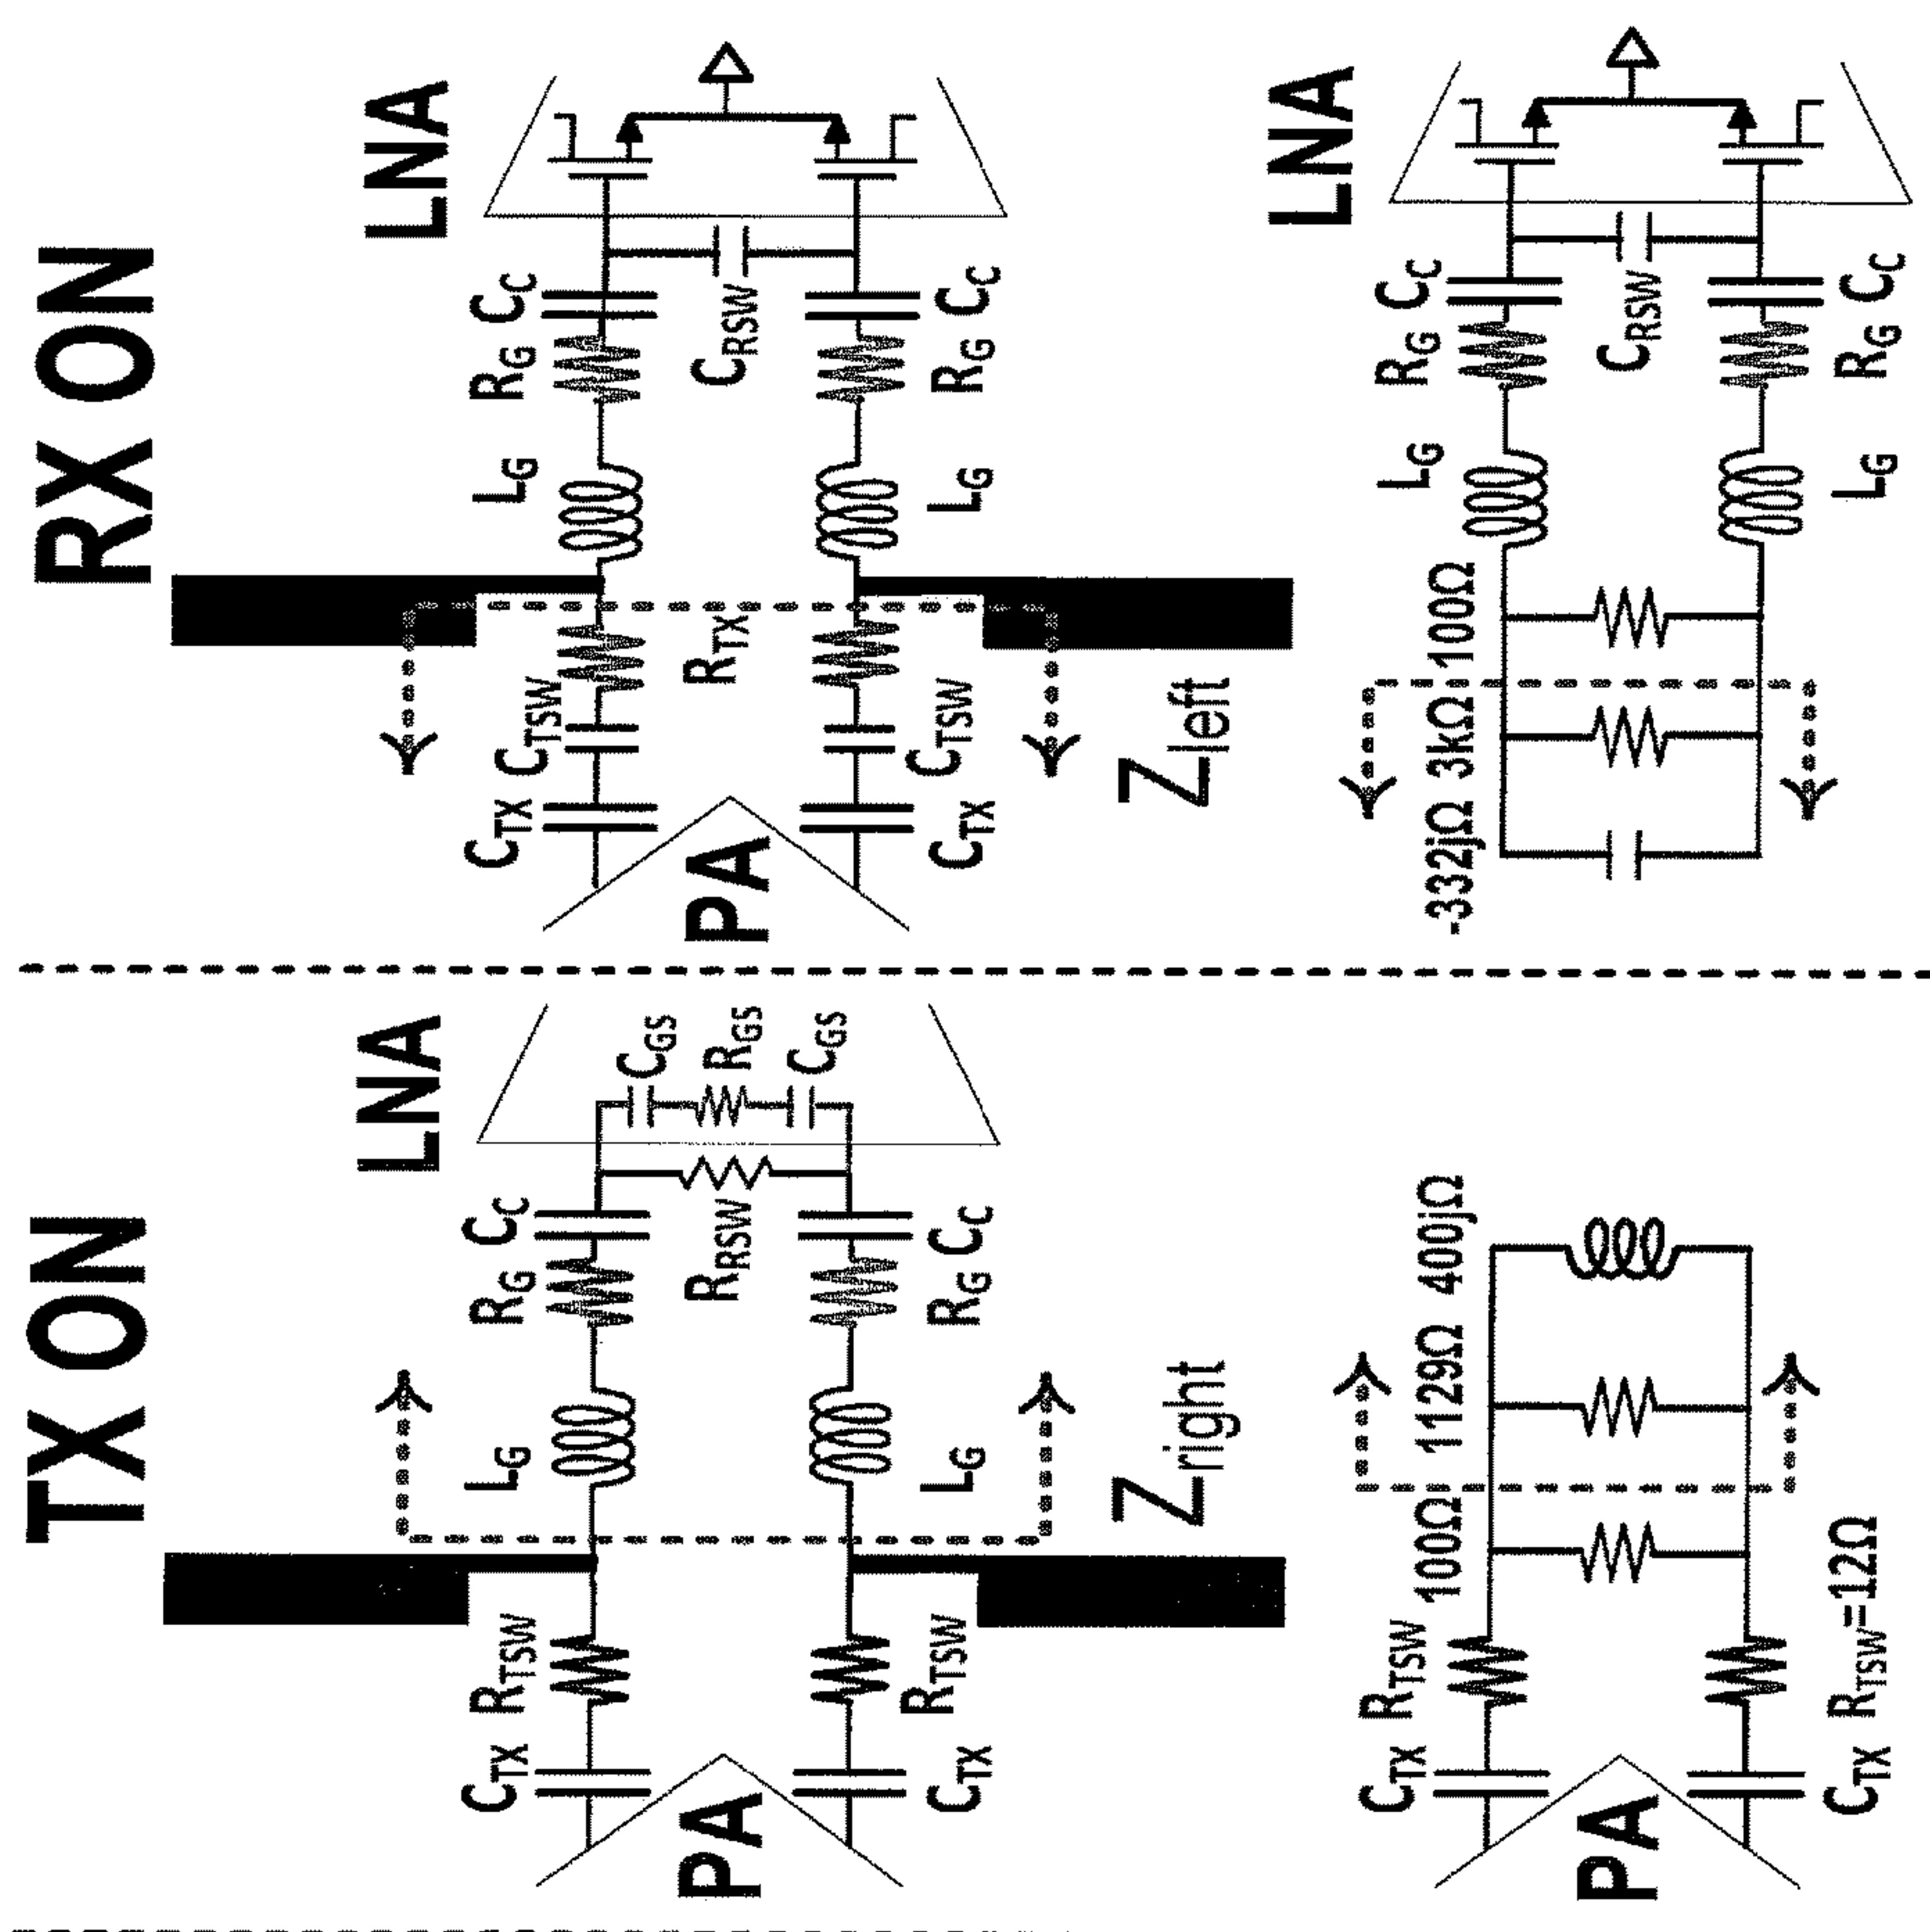 TX ON
RX ON
LNA
C_TX R_TSW L_G R_G C_C
C_GS
R_GS
C_GS
PA
R_RSW
C_TX R_TSW L_G R_G C_C
Z_right
LNA
C_TX C_TSW L_G R_G C_C
PA
R_TX
C_RSW
C_TX C_TSW L_G R_G C_C
Z_left
C_TX R_TSW 100Ω 1129Ω 400jΩ
PA
C_TX R_TSW=12Ω
LNA
-332jΩ 3kΩ 100Ω L_G R_G C_C
C_RSW
L_G R_G C_C